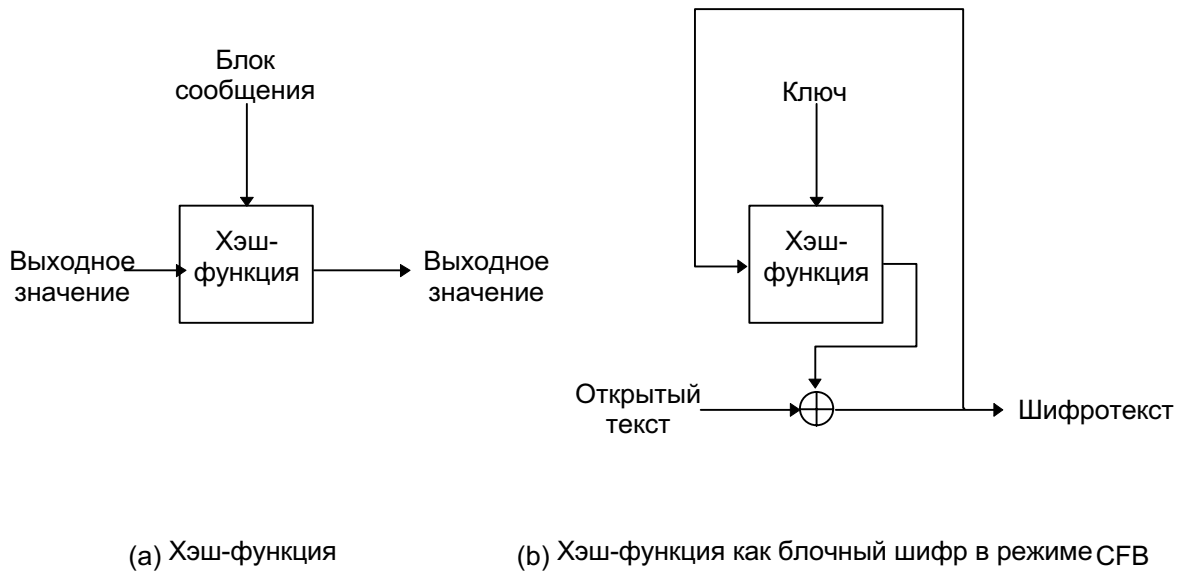 Блок
сообщения
Хэш-
функция
Выходное
значение
Выходное
значение
Ключ
Хэш-
функция
Открытый
текст
Шифротекст
(a) Хэш-функция
(b) Хэш-функция как блочный шифр в режиме CFB